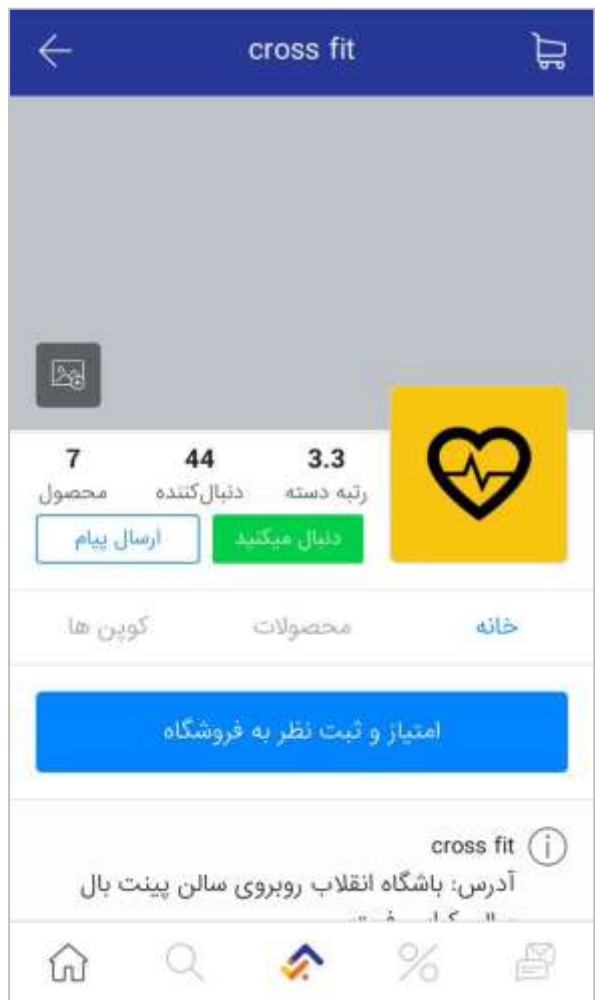 cross fit
3.3 44 7
رتبه دسته دنبال‌کننده محصول
دنبال میکنید ارسال پیام
خانه محصولات کوپن ها
امتیاز و ثبت نظر به فروشگاه
cross fit
آدرس: باشگاه انقلاب روبروی سالن پینت بال